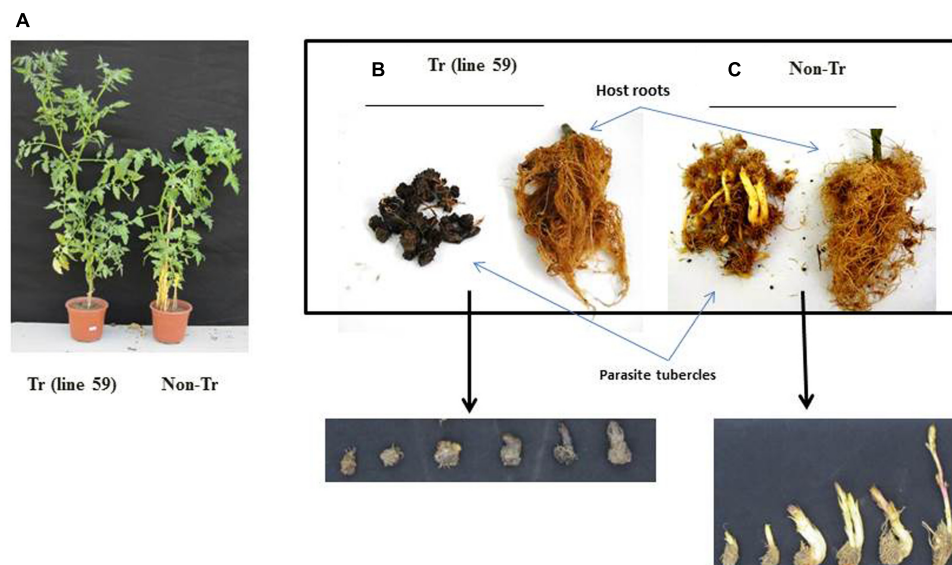 A
Tr (line 59)
Non-Tr
B
Tr (line 59)
C
Non-Tr
Host roots
Parasite tubercles